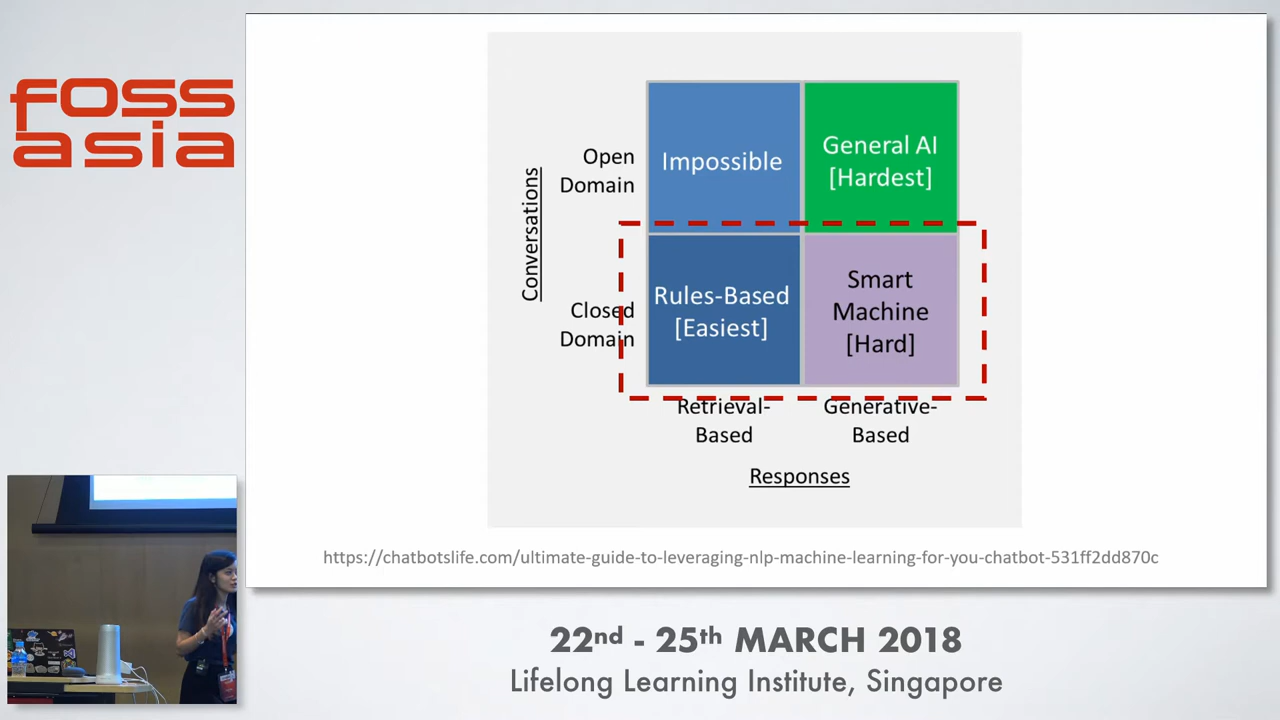 foss
asia
Conversations
Open
Domain
Impossible
General AI
[Hardest]
Closed
Domain
Rules-Based
[Easiest]
Smart
Machine
[Hard]
Retrieval-
Based
Generative-
Based
Responses
https://chatbotslife.com/ultimate-guide-to-leveraging-nlp-machine-learning-for-you-chatbot-531ff2dd870c
22nd - 25th MARCH 2018
Lifelong Learning Institute, Singapore